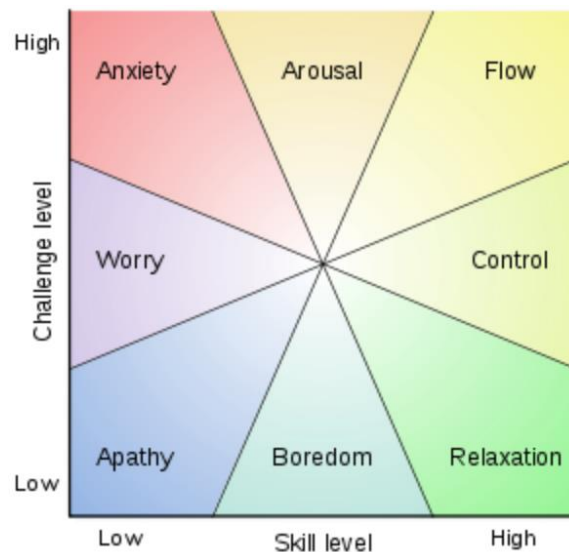 High
Anxiety
Arousal
Flow
Challenge level
Worry
Control
Apathy
Boredom
Relaxation
Low
Low
Skill level
High